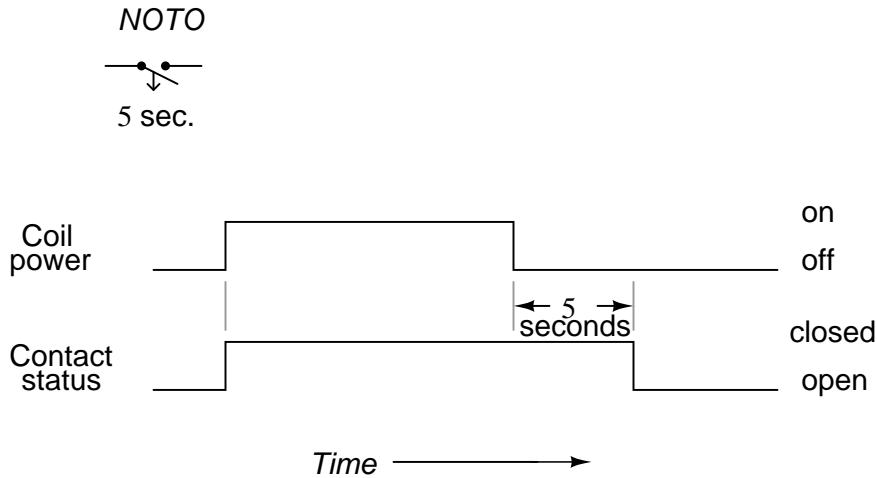 NOTO
5 sec.
Coil
power
on
off
5
seconds
Contact
status
closed
open
Time